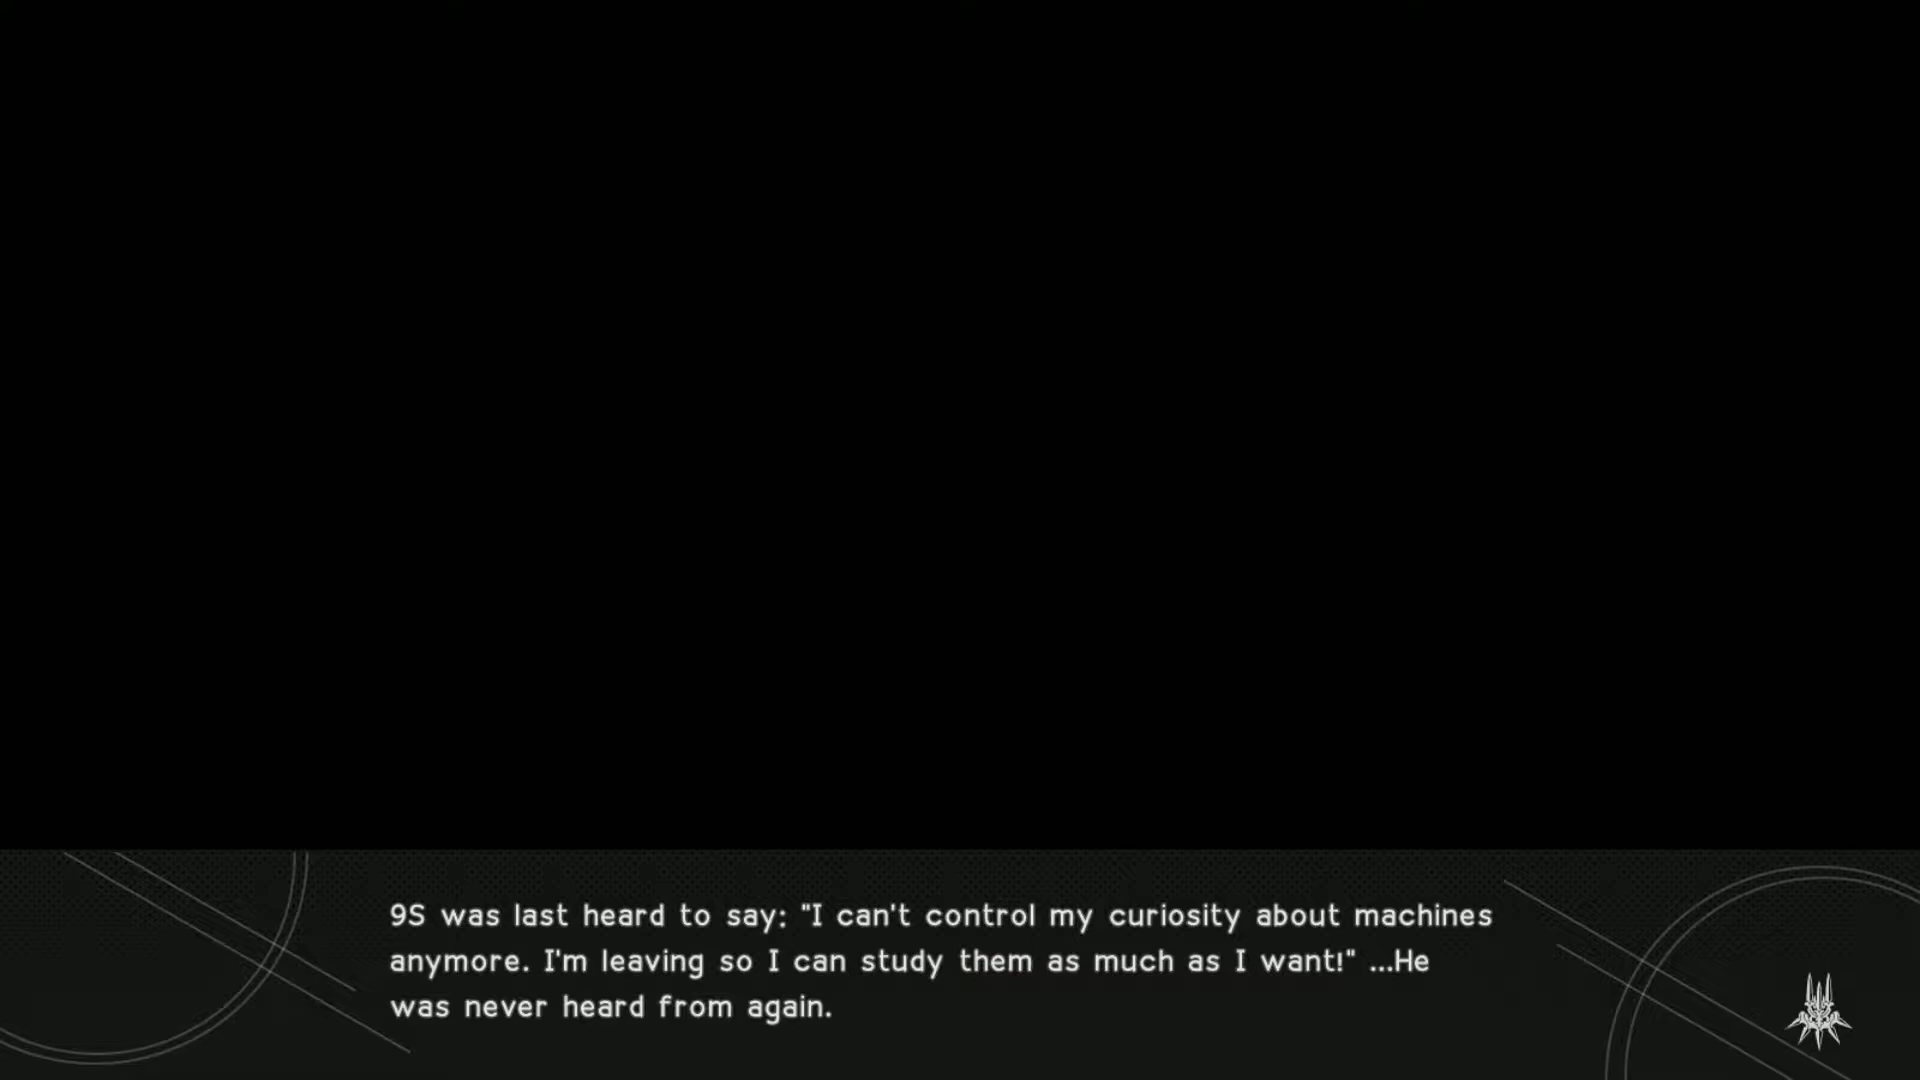 9S was last heard to say: "I can't control my curiosity about machines
anymore. I'm leaving so I can study them as much as I want!" ...He
was never heard from again.